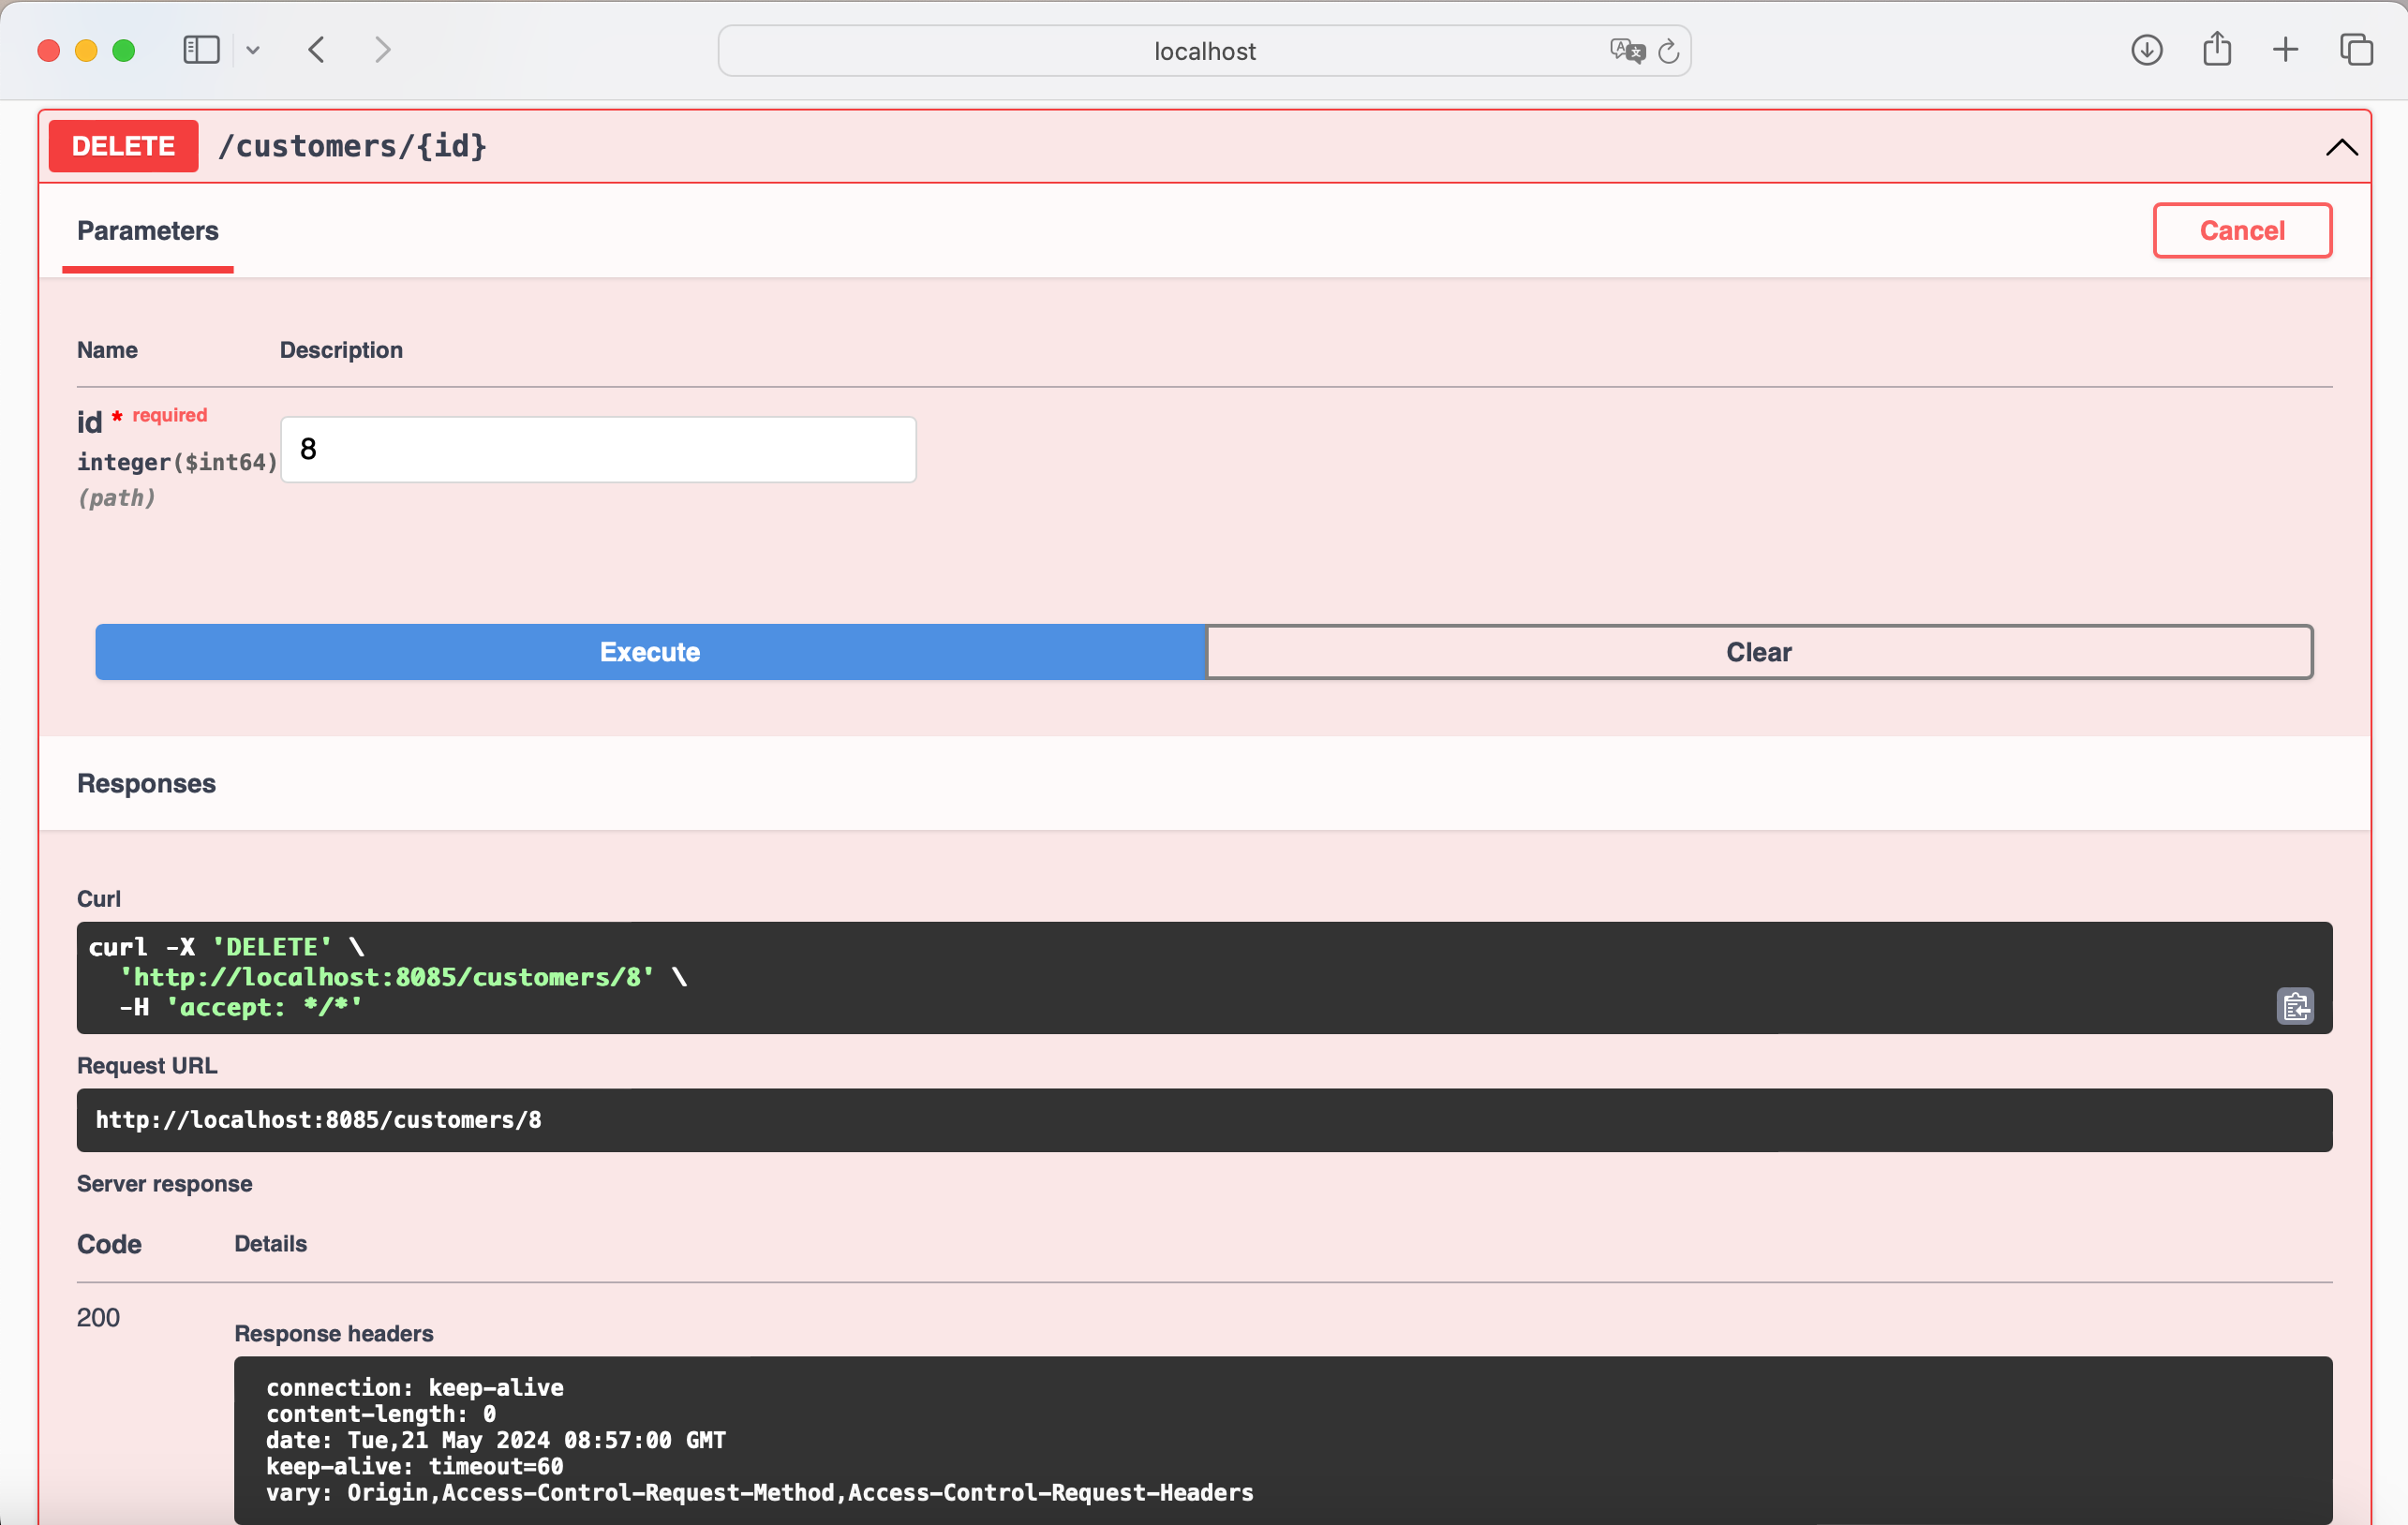 localhost
DELETE /customers/{id}
Parameters
Cancel
Name Description
id * required
integer($int64)
(path)
8
Execute Clear
Responses
Curl
curl -X 'DELETE' \
'http://localhost:8085/customers/8' \
-H 'accept: */*'
Request URL
http://localhost:8085/customers/8
Server response
Code Details
200
Response headers
connection: keep-alive
content-length: 0
date: Tue,21 May 2024 08:57:00 GMT
keep-alive: timeout=60
vary: Origin,Access-Control-Request-Method,Access-Control-Request-Headers